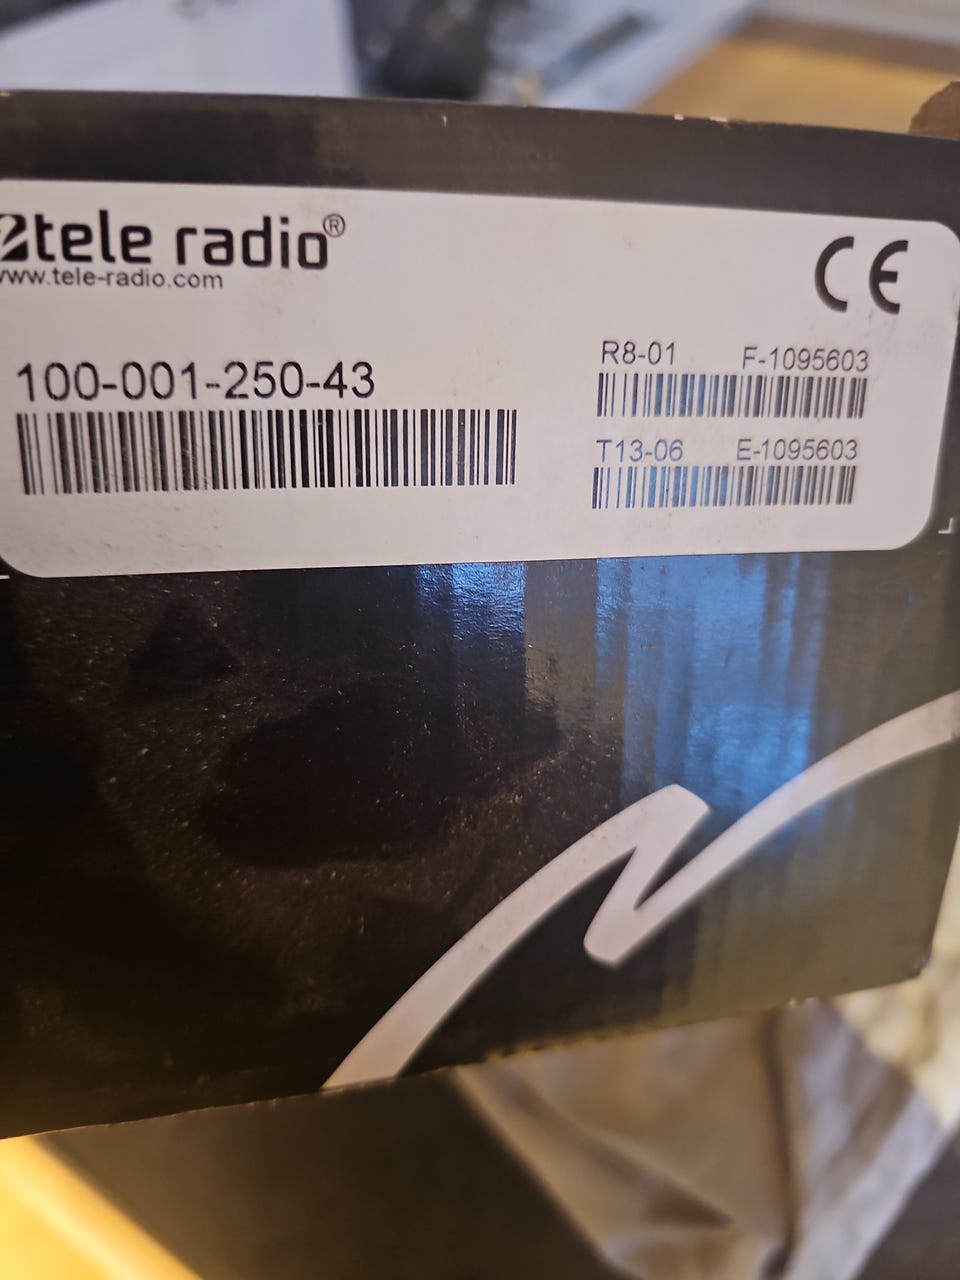 tele radio®
www.tele-radio.com
CE
100-001-250-43
R8-01 F-1095603
T13-06 E-1095603